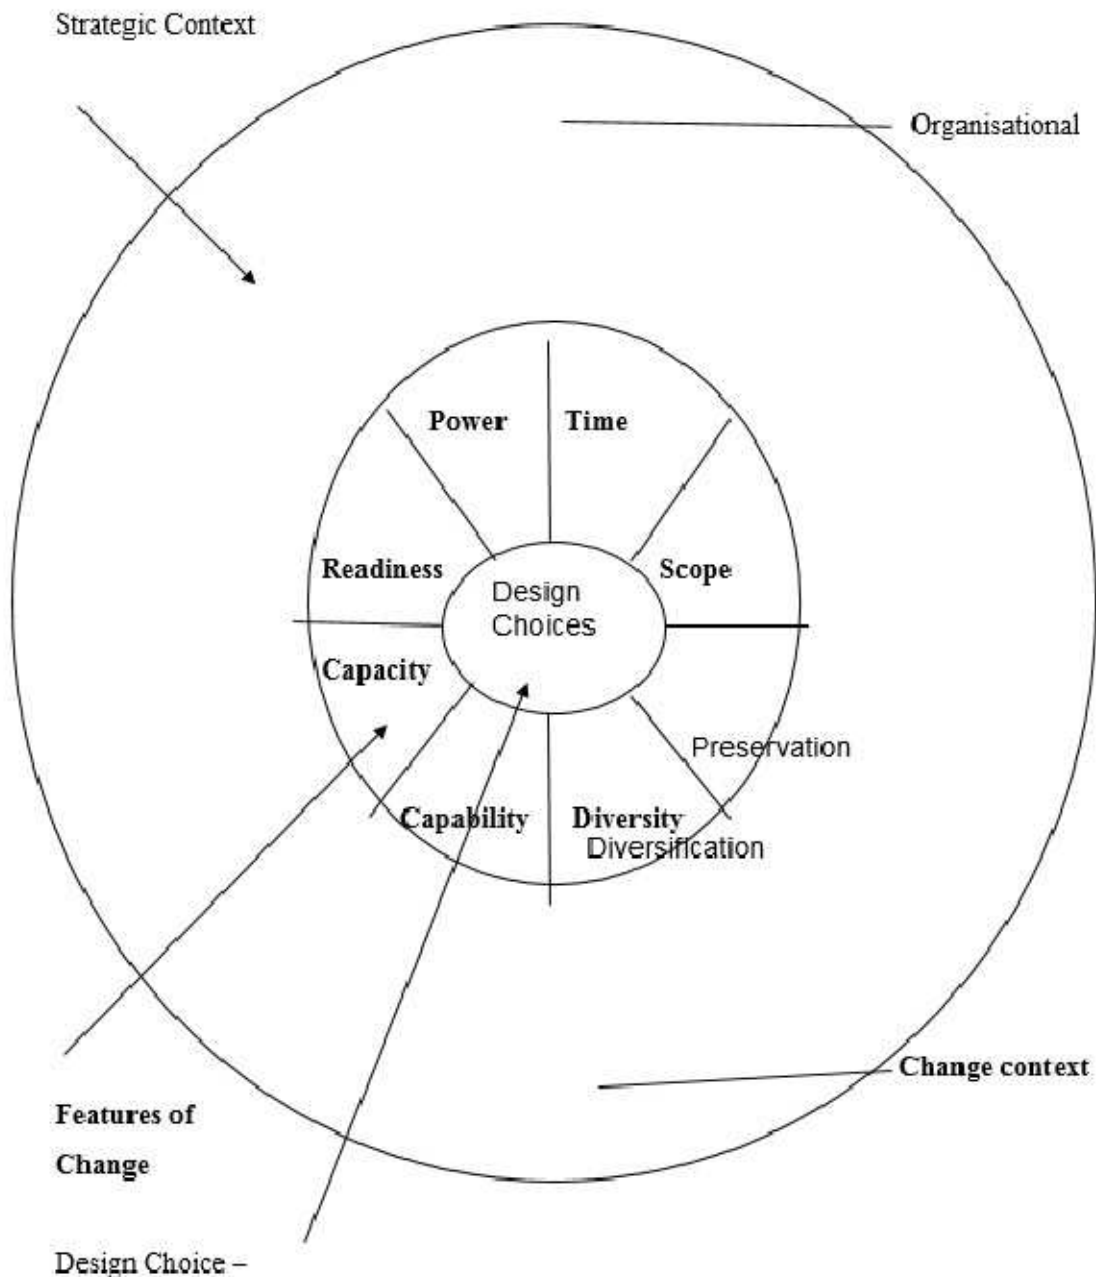 Strategic Context
Organisational
Power
Time
Readiness
Scope
Design
Choices
Capacity
Preservation
Capability
Diversity
Diversification
Change context
Features of
Change
Design Choice –